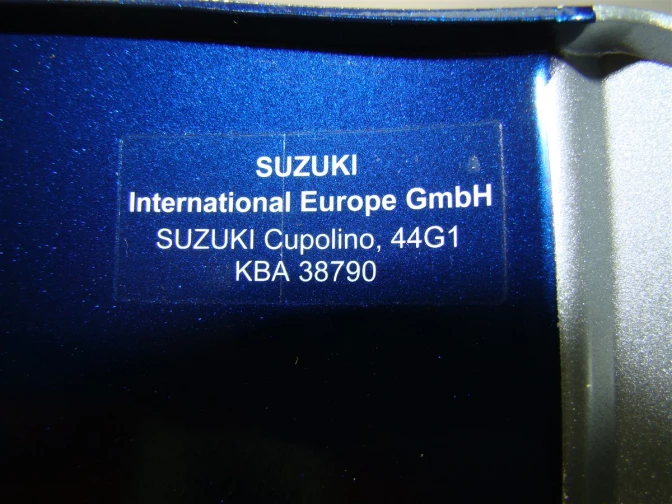 SUZUKI
International Europe GmbH
SUZUKI Cupolino, 44G1
KBA 38790